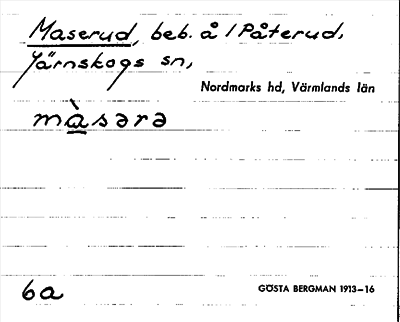 Maserud, beb. å / Påterud,
Järnskogs sn,
Nordmarks hd, Värmlands län
màsərə
6a
GÖSTA BERGMAN 1913–16